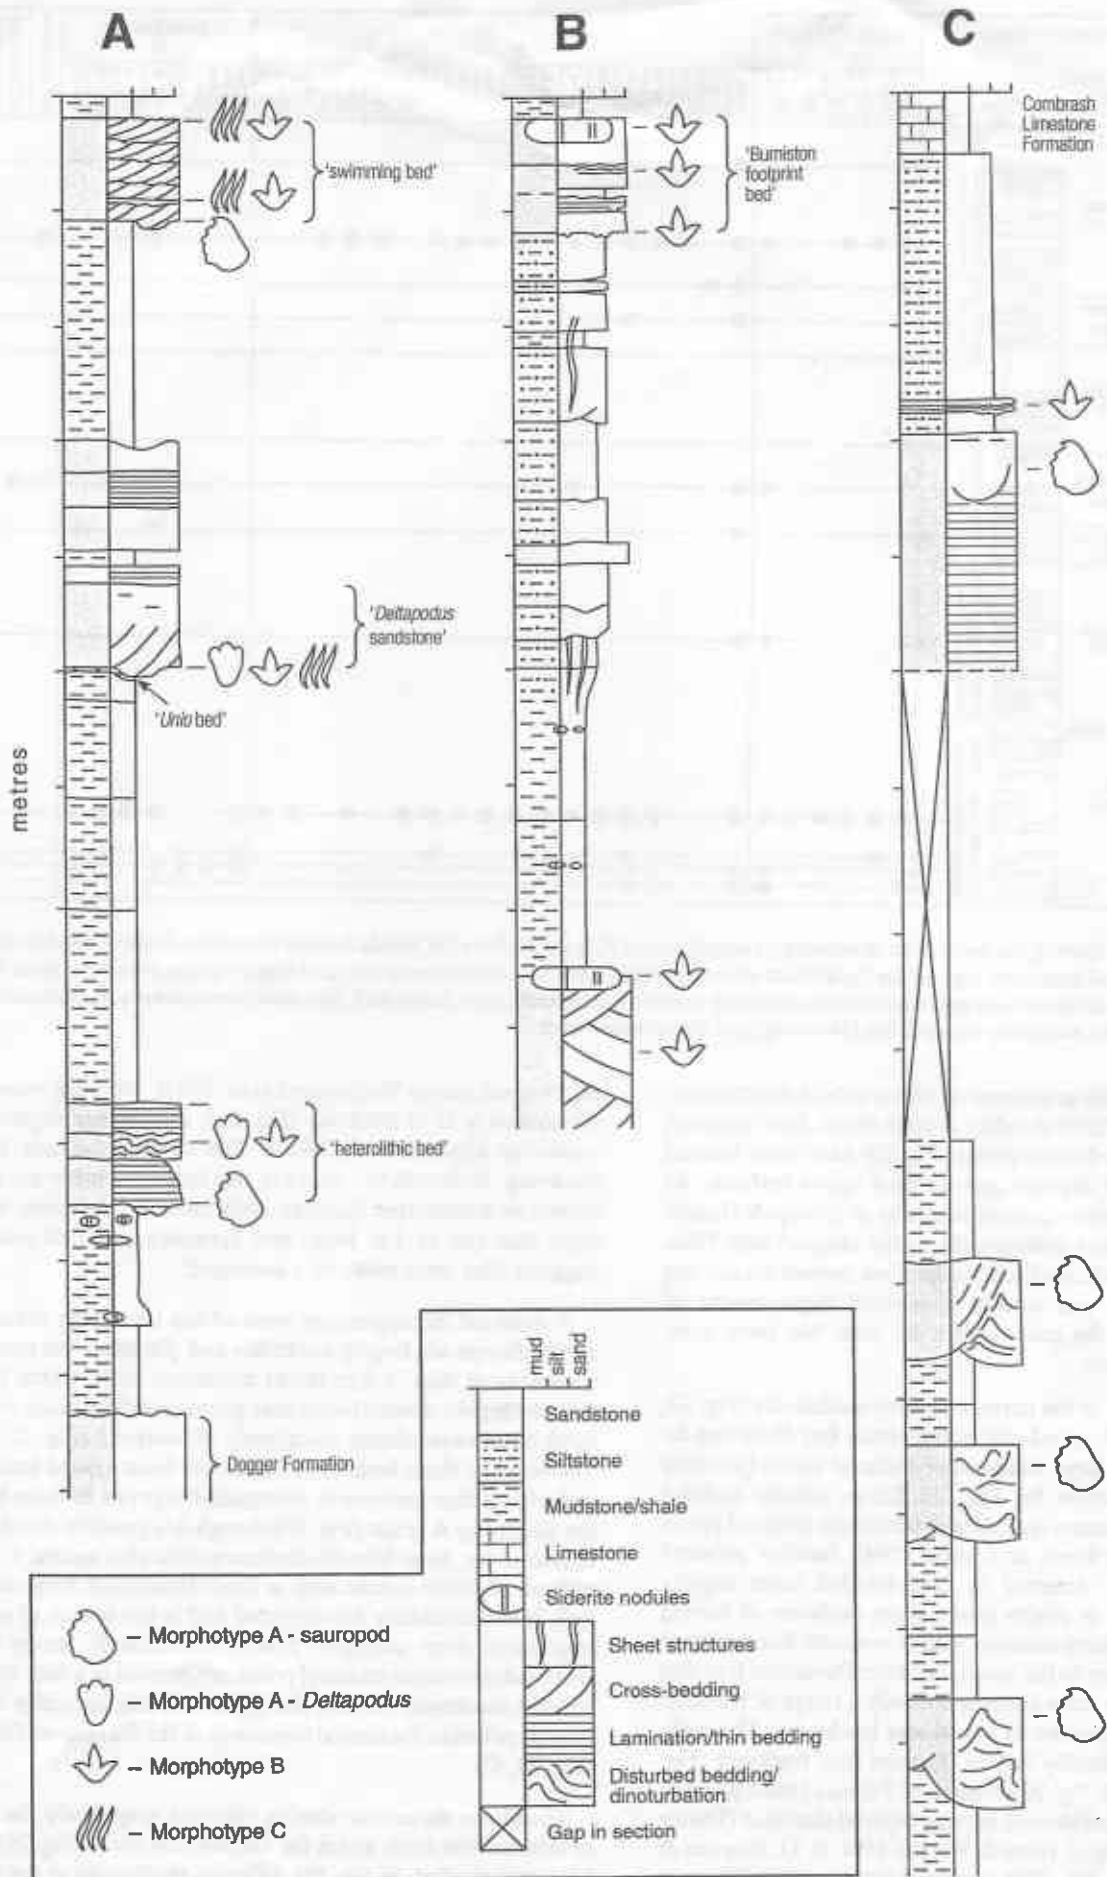 A
B
C
Cornbrash
Limestone
Formation
'swimming bed'
'Burniston
footprint
bed'
'Deltapodus
sandstone'
'Unio bed'
metres
'heterolithic bed'
Dogger Formation
mud
silt
sand
Sandstone
Siltstone
Mudstone/shale
Limestone
Siderite nodules
Sheet structures
Cross-bedding
Lamination/thin bedding
Disturbed bedding/
dinoturbation
Gap in section
– Morphotype A - sauropod
– Morphotype A - Deltapodus
– Morphotype B
– Morphotype C